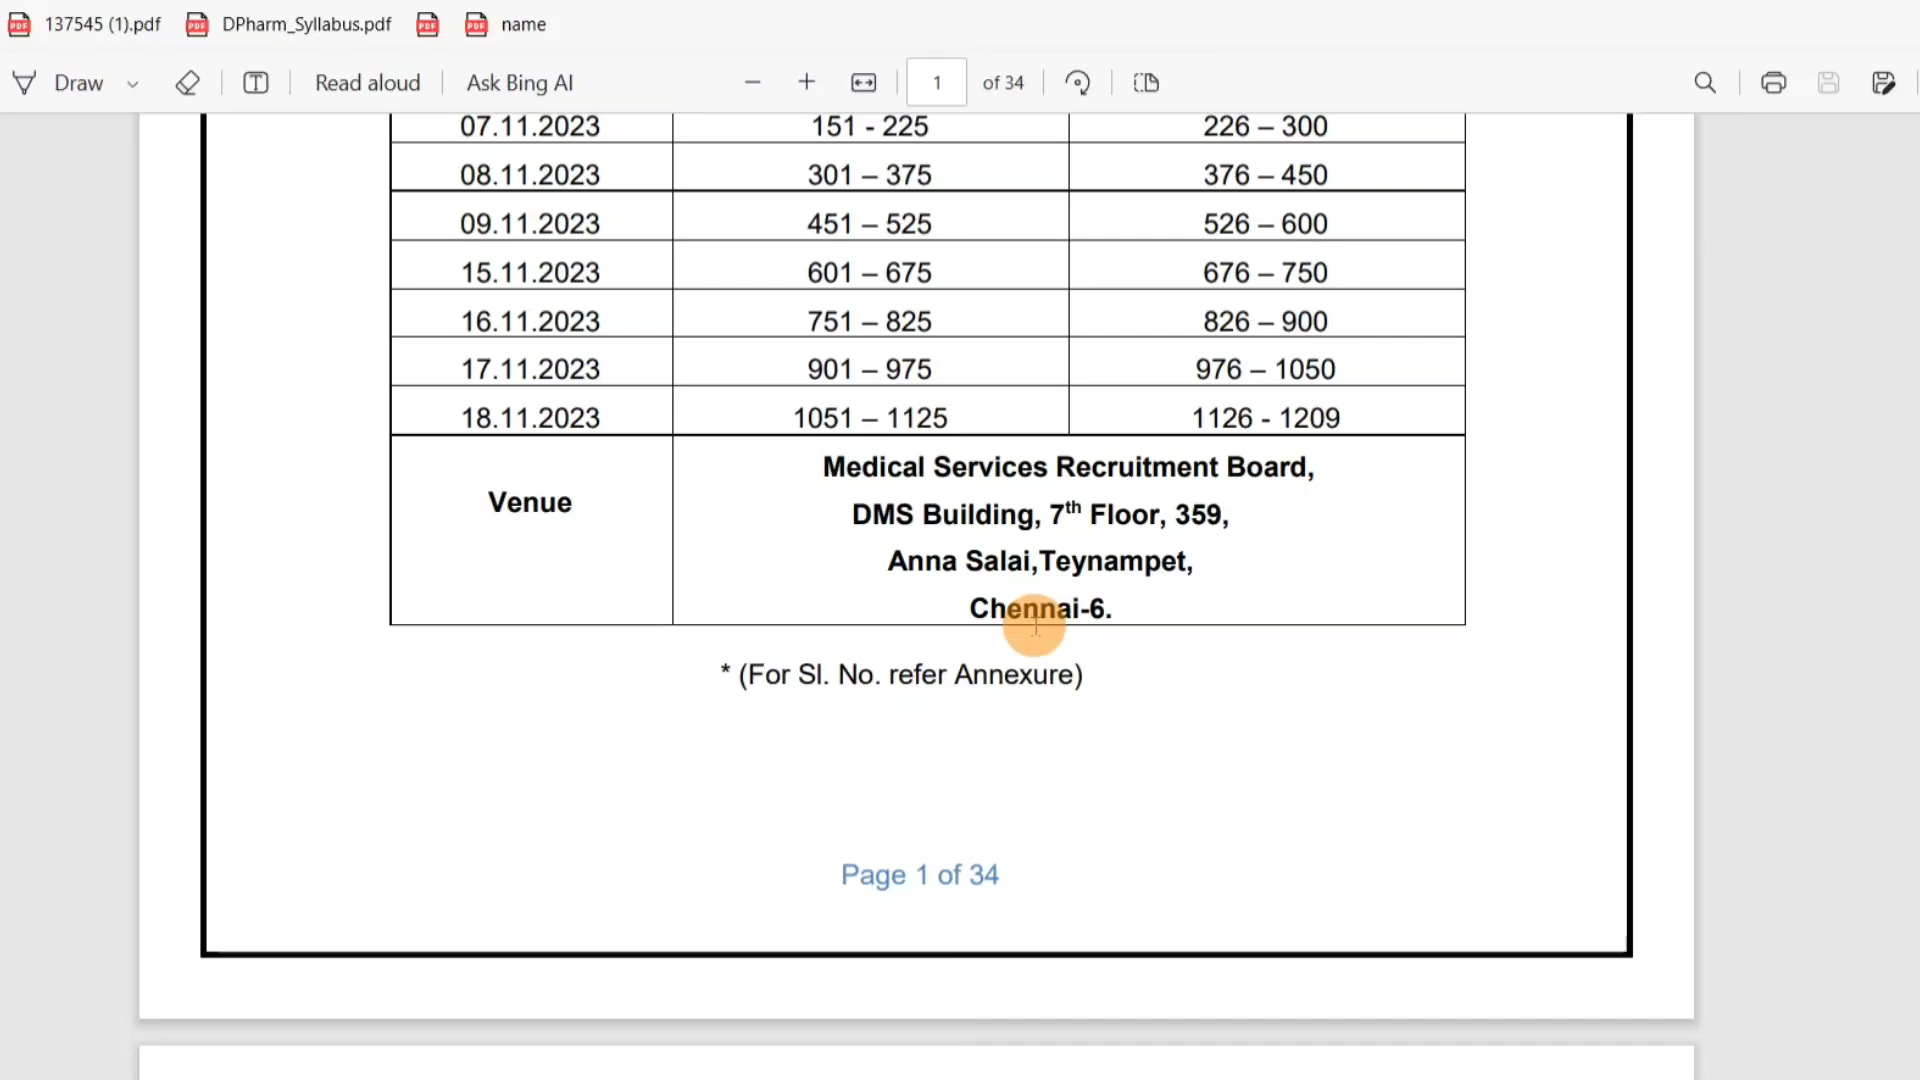 137545 (1).pdf DPharm_Syllabus.pdf name
Draw Read aloud Ask Bing AI 1 of 34
07.11.2023 151 - 225 226 – 300
08.11.2023 301 – 375 376 – 450
09.11.2023 451 – 525 526 – 600
15.11.2023 601 – 675 676 – 750
16.11.2023 751 – 825 826 – 900
17.11.2023 901 – 975 976 – 1050
18.11.2023 1051 – 1125 1126 - 1209
Venue
Medical Services Recruitment Board,
DMS Building, 7th Floor, 359,
Anna Salai,Teynampet,
Chennai-6.
* (For Sl. No. refer Annexure)
Page 1 of 34